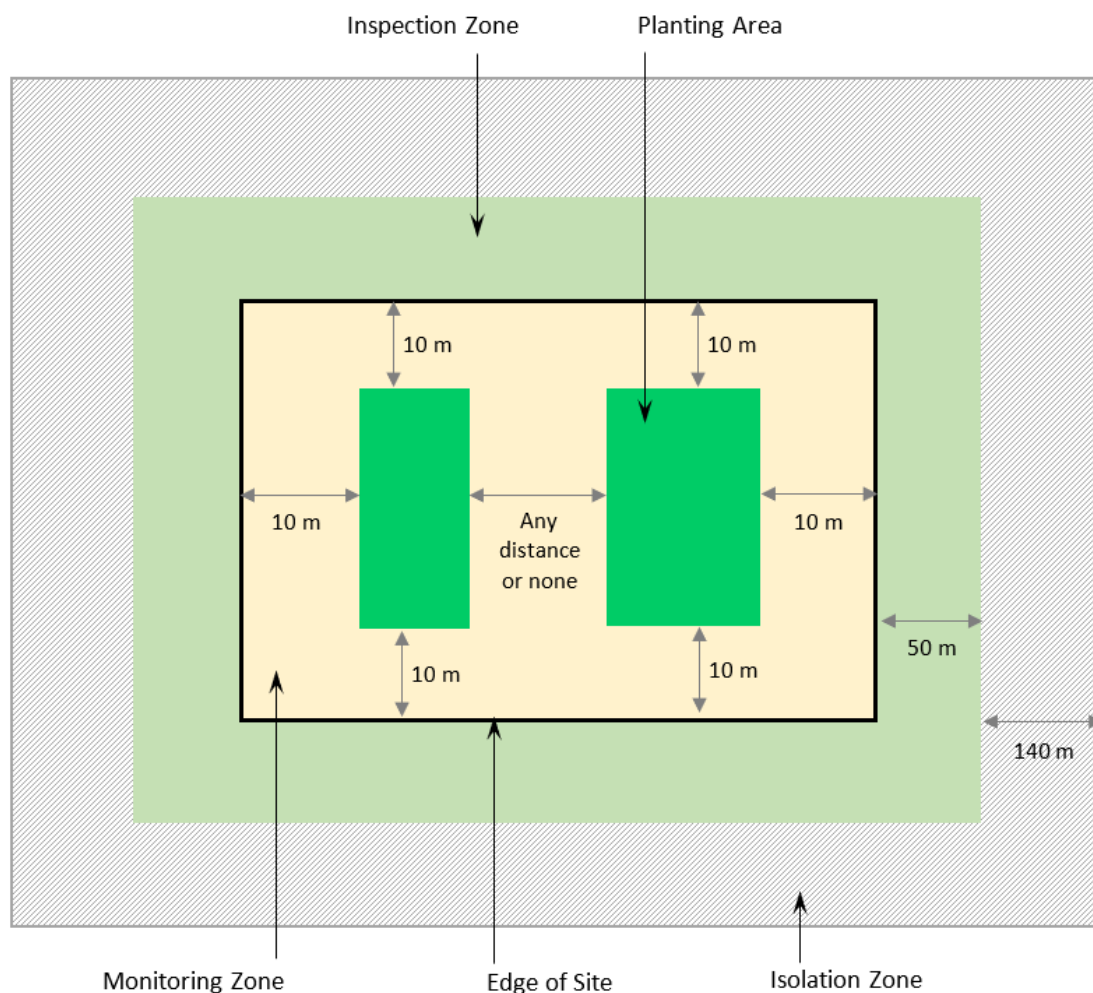 Inspection Zone
Planting Area
10 m
10 m
10 m
Any
distance
or none
10 m
50 m
10 m
10 m
140 m
Monitoring Zone
Edge of Site
Isolation Zone